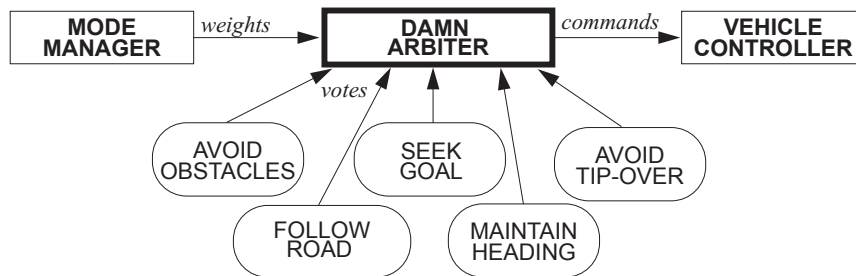 MODE
MANAGER
weights
DAMN
ARBITER
commands
VEHICLE
CONTROLLER
votes
AVOID
OBSTACLES
SEEK
GOAL
AVOID
TIP-OVER
FOLLOW
ROAD
MAINTAIN
HEADING